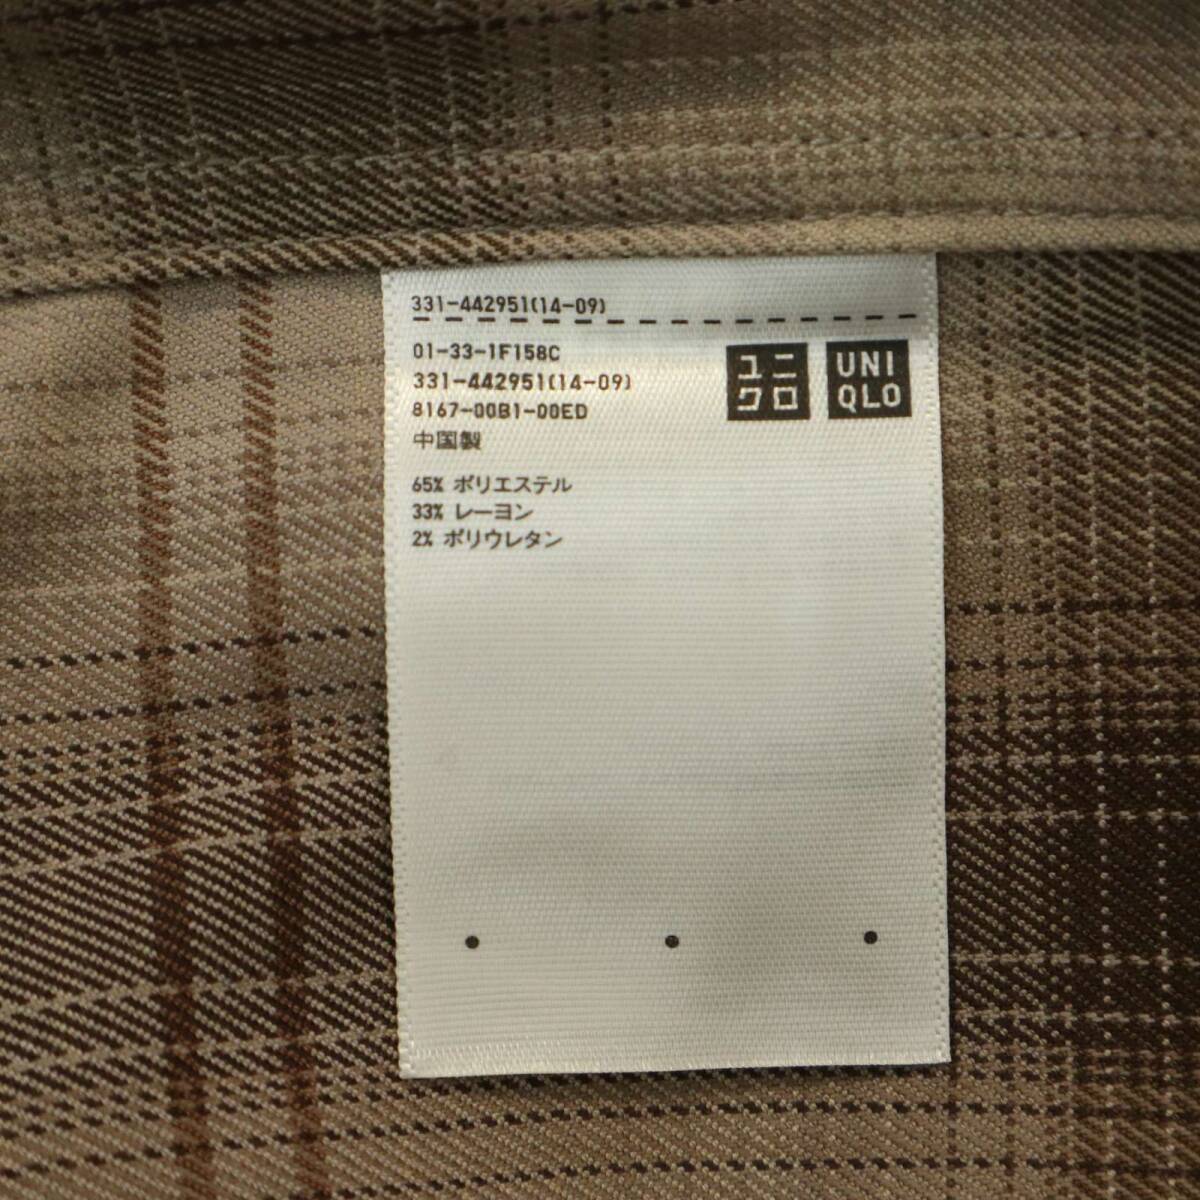 331-442951(14-09)
01-33-1F158C
331-442951(14-09)
8167-00B1-00ED
中国製
65% ポリエステル
33% レーヨン
2% ポリウレタン
ユニ
クロ
UNI
QLO